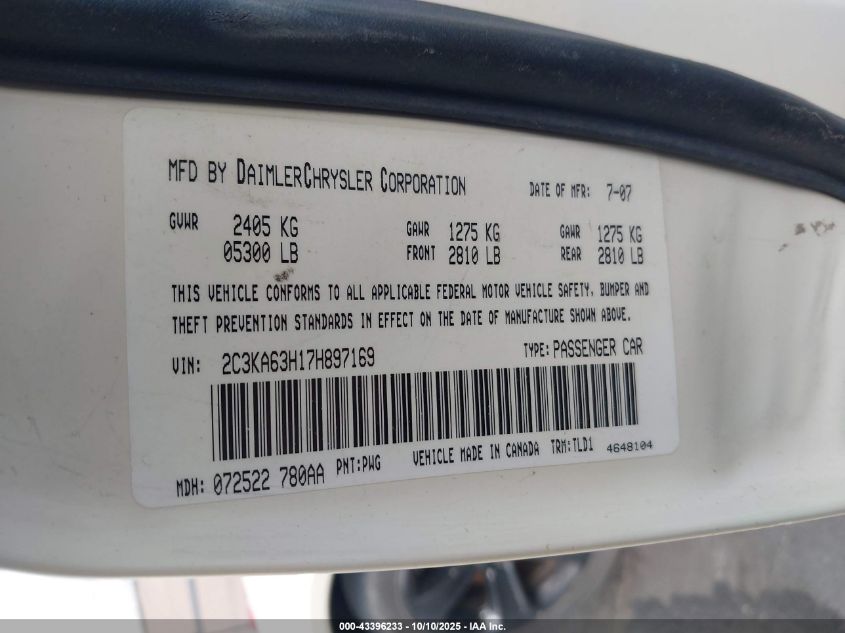 MFD BY DAIMLERCHRYSLER CORPORATION DATE OF MFR: 7-07
GVWR 2405 KG GAWR 1275 KG GAWR 1275 KG
05300 LB FRONT 2810 LB REAR 2810 LB
THIS VEHICLE CONFORMS TO ALL APPLICABLE FEDERAL MOTOR VEHICLE SAFETY, BUMPER AND
THEFT PREVENTION STANDARDS IN EFFECT ON THE DATE OF MANUFACTURE SHOWN ABOVE.
VIN: 2C3KA63H17H897169 TYPE: PASSENGER CAR
MDH: 072522 780AA PNT:PWG VEHICLE MADE IN CANADA TRM:TLD1 4648104
000-43396233 - 10/10/2025 - IAA Inc.